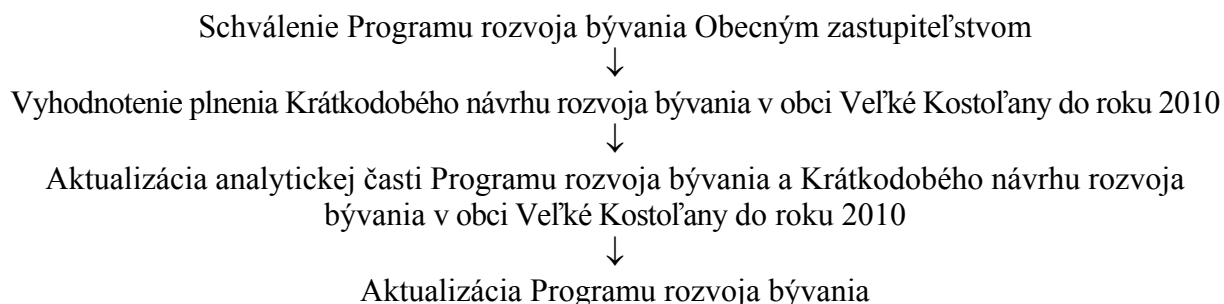 Schválenie Programu rozvoja bývania Obecným zastupiteľstvom
↓
Vyhodnotenie plnenia Krátkodobého návrhu rozvoja bývania v obci Veľké Kostoľany do roku 2010
↓
Aktualizácia analytickej časti Programu rozvoja bývania a Krátkodobého návrhu rozvoja
bývania v obci Veľké Kostoľany do roku 2010
↓
Aktualizácia Programu rozvoja bývania